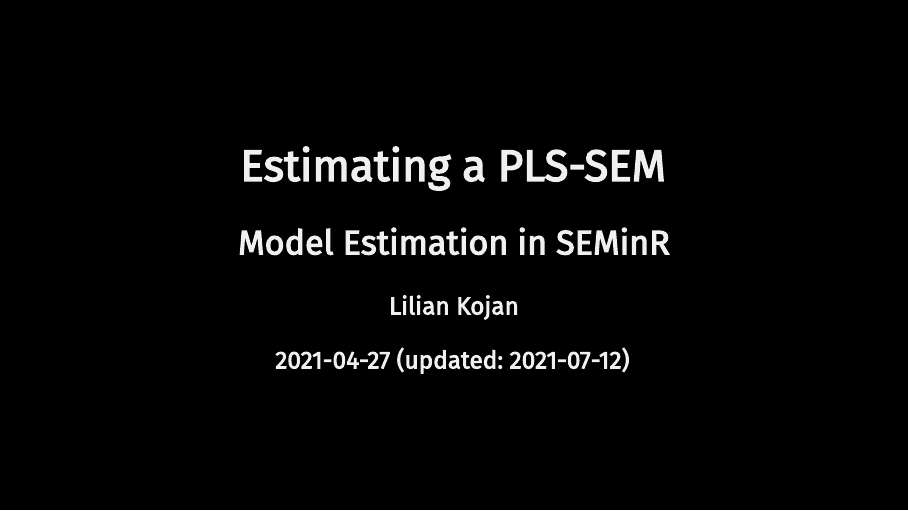 Estimating a PLS-SEM
Model Estimation in SEMinR
Lilian Kojan
2021-04-27 (updated: 2021-07-12)